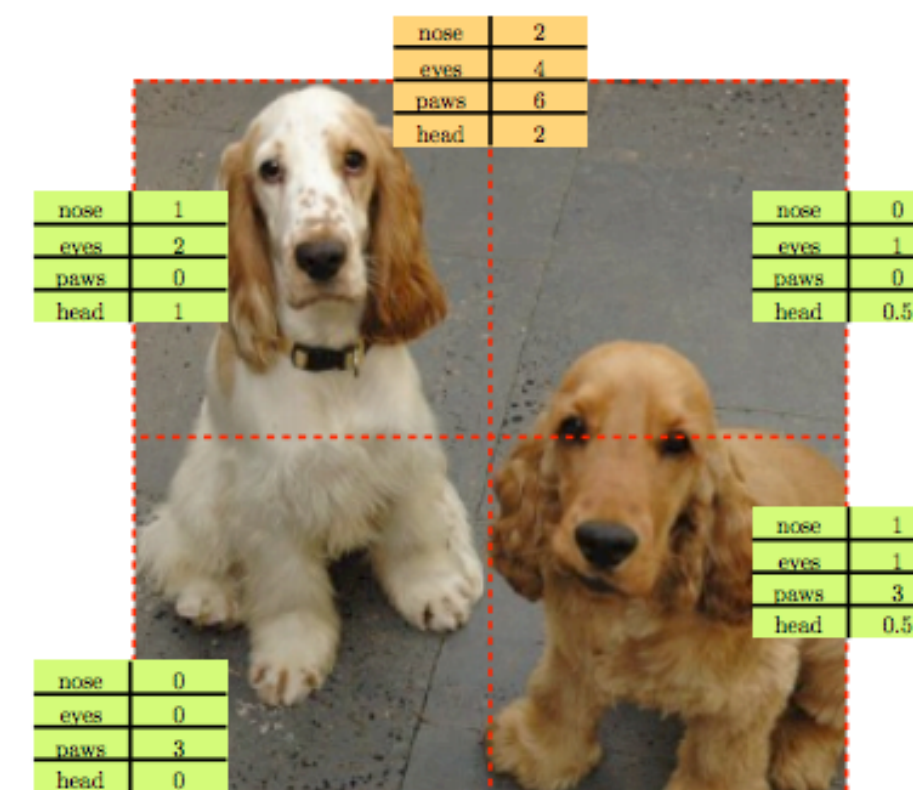 nose 2
eyes 4
paws 6
head 2
nose 1
eyes 2
paws 0
head 1
nose 0
eyes 1
paws 0
head 0.5
nose 1
eyes 1
paws 3
head 0.5
nose 0
eyes 0
paws 3
head 0